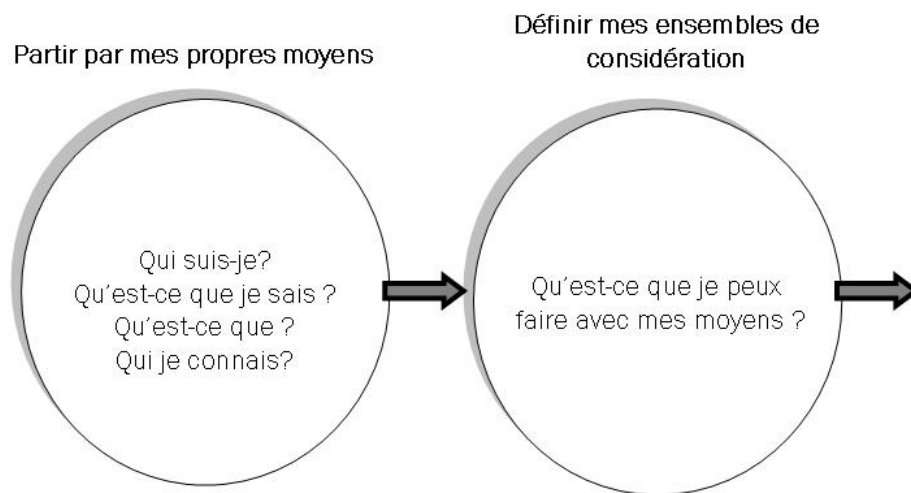 Partir par mes propres moyens
Définir mes ensembles de
considération
Qui suis-je?
Qu'est-ce que je sais ?
Qu'est-ce que ?
Qui je connais?
Qu'est-ce que je peux
faire avec mes moyens ?